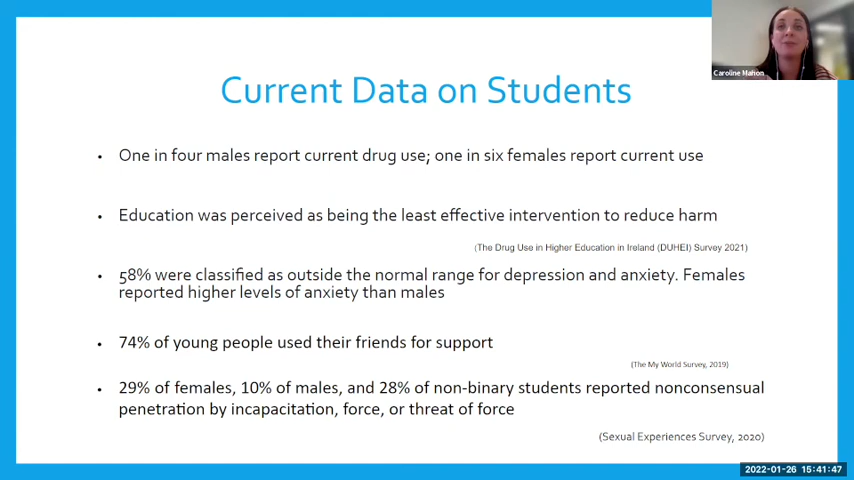 Caroline Mahon
Current Data on Students
• One in four males report current drug use; one in six females report current use
• Education was perceived as being the least effective intervention to reduce harm
(The Drug Use in Higher Education in Ireland (DUHEI) Survey 2021)
• 58% were classified as outside the normal range for depression and anxiety. Females
reported higher levels of anxiety than males
• 74% of young people used their friends for support
(The My World Survey, 2019)
• 29% of females, 10% of males, and 28% of non-binary students reported nonconsensual
penetration by incapacitation, force, or threat of force
(Sexual Experiences Survey, 2020)
2022-01-26 15:41:47